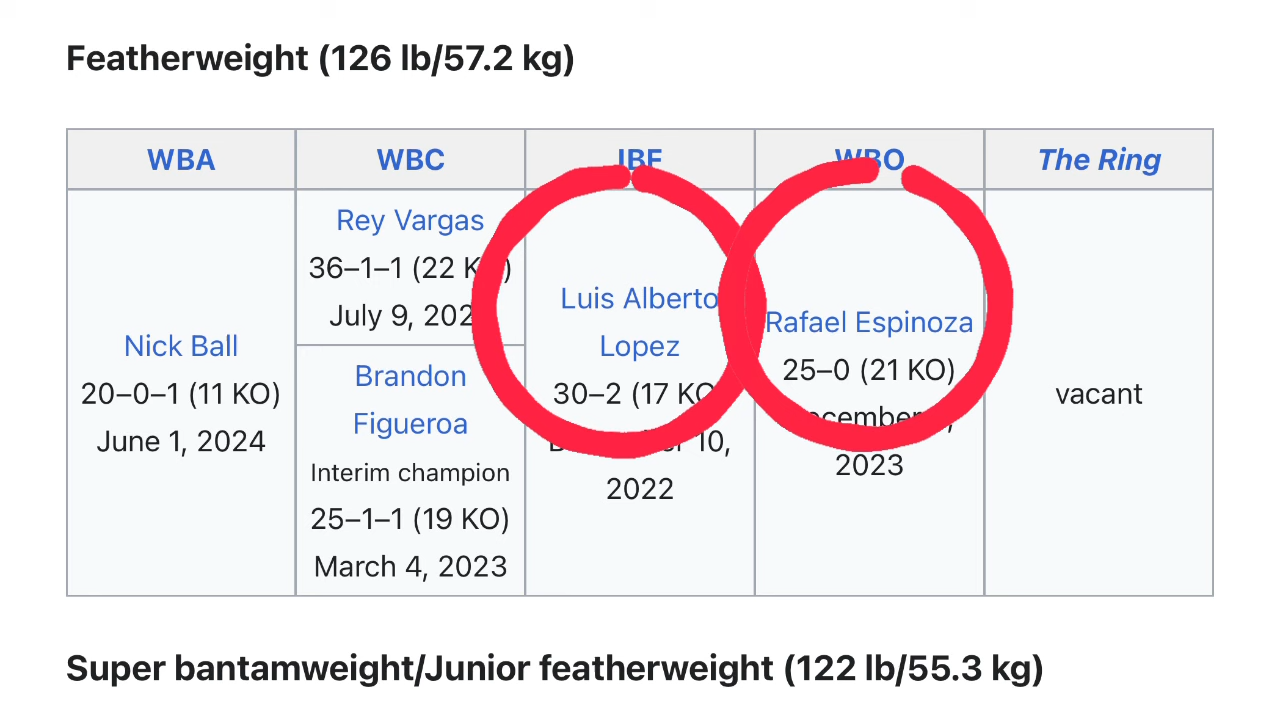 Featherweight (126 lb/57.2 kg)
WBA
WBC
IBF
WBO
The Ring
Nick Ball
20–0–1 (11 KO)
June 1, 2024
Rey Vargas
36–1–1 (22
July 9,
Brandon
Figueroa
Interim champion
25–1–1 (19 KO)
March 4, 2023
Luis Alberto
Lopez
30–2 (17 KO
10,
2022
Rafael Espinoza
25–0 (21 KO)
2023
vacant
Super bantamweight/Junior featherweight (122 lb/55.3 kg)